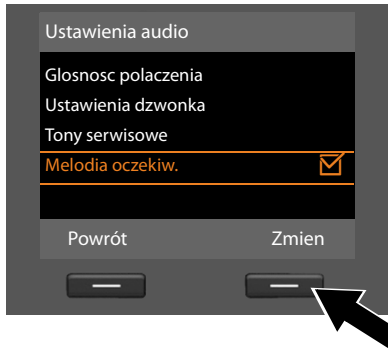 Ustawienia audio
Glosnosc polaczenia
Ustawienia dzwonka
Tony serwisowe
Melodia oczekiw.
Powrót Zmien